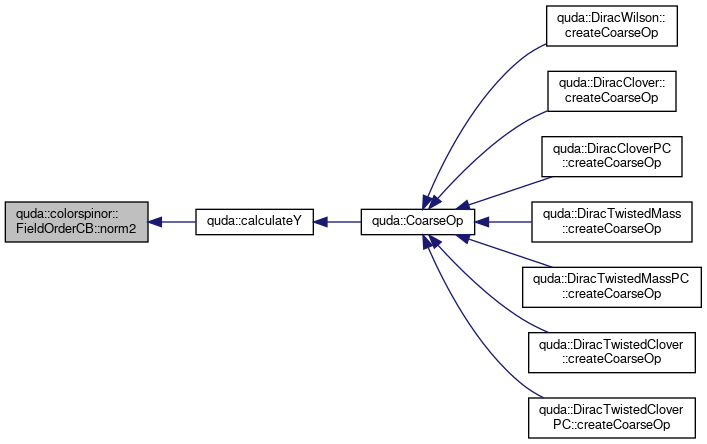 quda::colorspinor::
FieldOrderCB::norm2
quda::calculateY
quda::CoarseOp
quda::DiracWilson::
createCoarseOp
quda::DiracClover::
createCoarseOp
quda::DiracCloverPC
::createCoarseOp
quda::DiracTwistedMass
::createCoarseOp
quda::DiracTwistedMassPC
::createCoarseOp
quda::DiracTwistedClover
::createCoarseOp
quda::DiracTwistedClover
PC::createCoarseOp